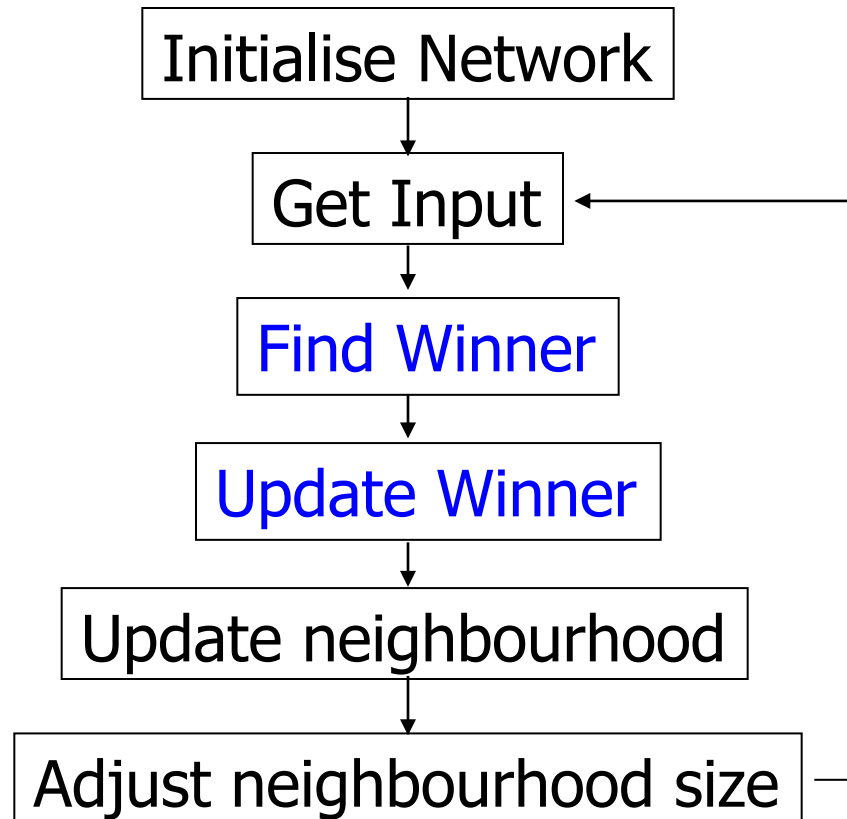 Initialise Network
Get Input
Find Winner
Update Winner
Update neighbourhood
Adjust neighbourhood size